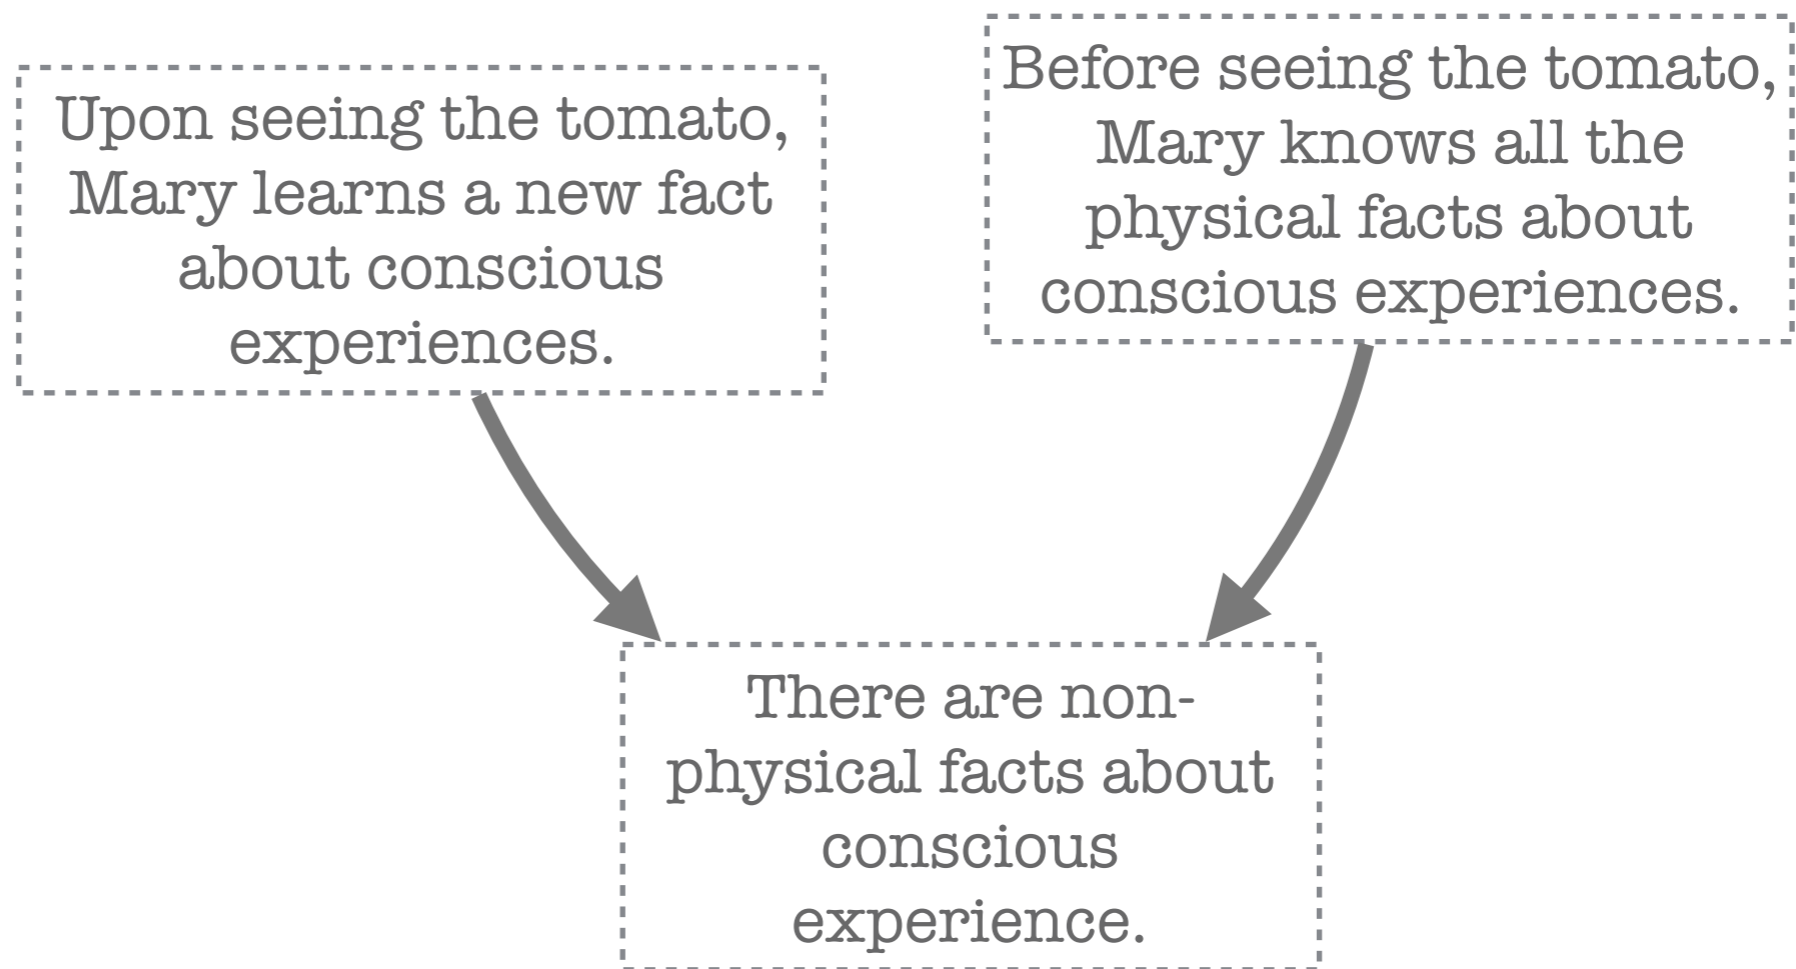 Upon seeing the tomato,
Mary learns a new fact
about conscious
experiences.
Before seeing the tomato,
Mary knows all the
physical facts about
conscious experiences.
There are non-
physical facts about
conscious
experience.